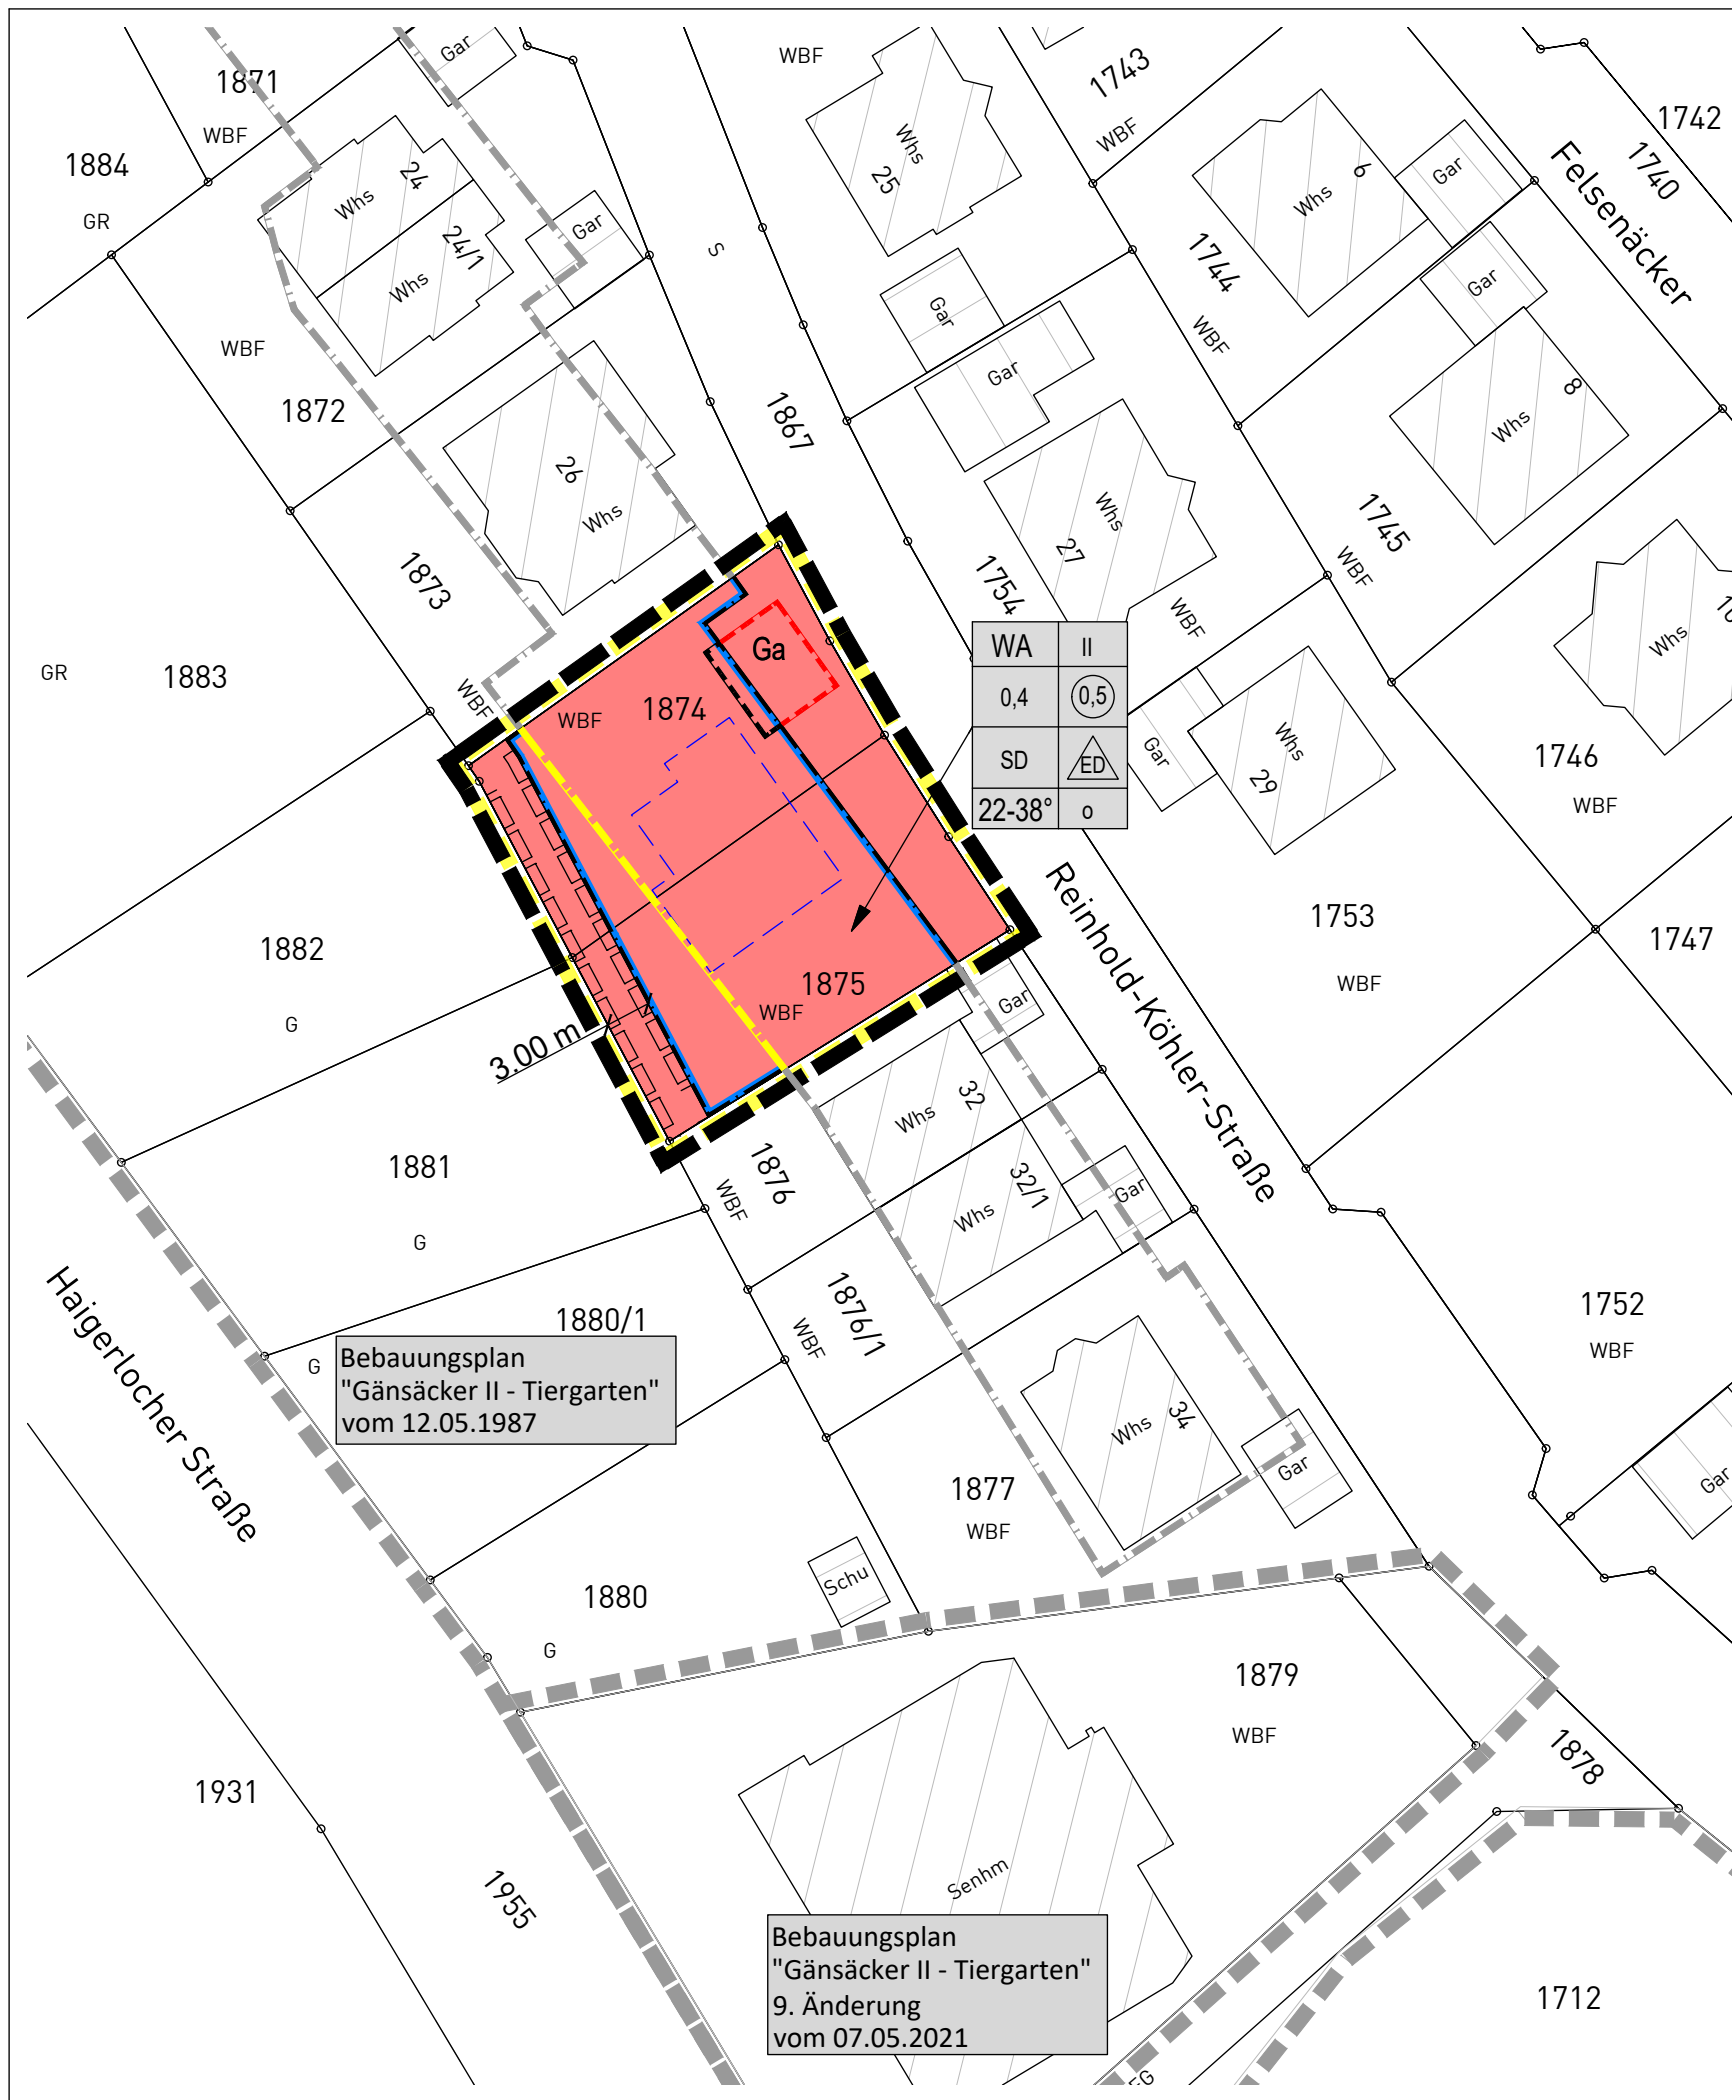 Gar
WBF
1871
1743
1742
WBF
WBF
1884
1740
Whs
24
Whs
25
Whs
6
Gar
Felsenäcker
GR
Gar
24/1
Whs
S
1744
Gar
Gar
WBF
WBF
1872
Gar
Whs
8
1867
26
Whs
Whs
27
1745
WBF
1873
1754
WBF
Whs
10
GR
1883
WBF
WBF
1874
Ga
WA
II
0,4
0,5
SD
ED
22-38°
o
Gar
Whs
29
1746
WBF
1882
G
1875
WBF
3.00 m
Gar
Reinhold-Köhler-Straße
1753
WBF
1747
1881
G
1876
WBF
Whs
32
Whs
32/1
Gar
Haigerlocher Straße
1880/1
G
Bebauungsplan
"Gänsäcker II - Tiergarten"
vom 12.05.1987
1876/1
WBF
1752
WBF
Whs
34
Gar
Gar
1877
WBF
1880
G
Schu
1879
WBF
1878
1931
1955
Senhm
Bebauungsplan
"Gänsäcker II - Tiergarten"
9. Änderung
vom 07.05.2021
1712